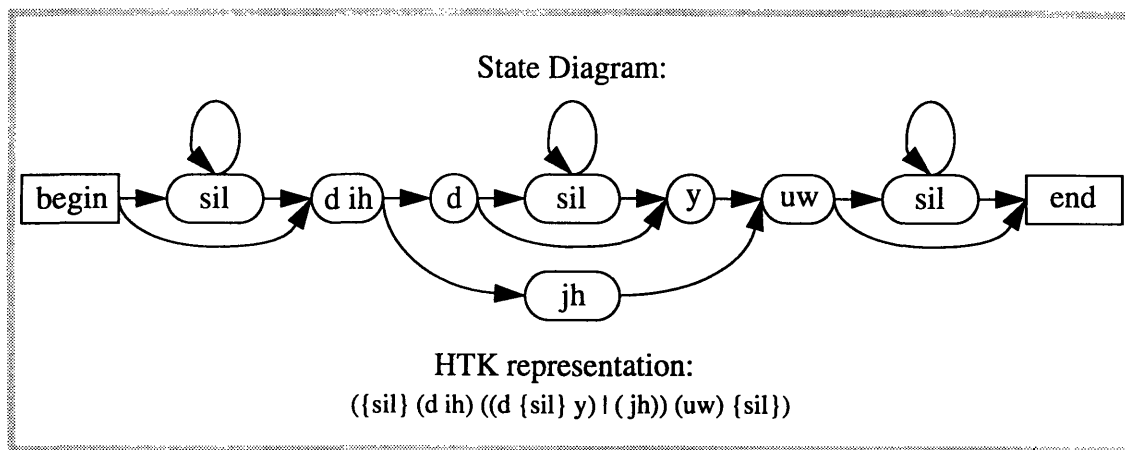 State Diagram:
begin sil d ih d sil y uw sil end
jh
HTK representation:
({sil} (d ih) ((d {sil} y) | (jh)) (uw) {sil})